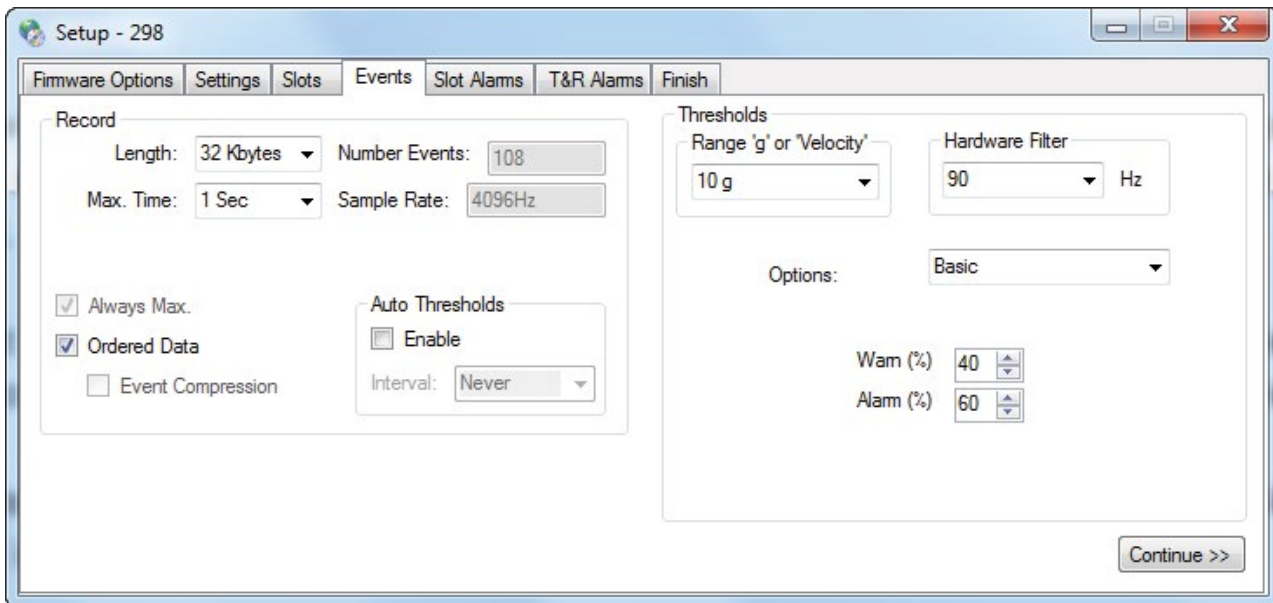 Setup - 298
Firmware Options Settings Slots Events Slot Alarms T&R Alarms Finish
Record
Length: 32 Kbytes Number Events: 108
Max. Time: 1 Sec Sample Rate: 4096Hz
Always Max.
Ordered Data
Event Compression
Auto Thresholds
Enable
Interval: Never
Thresholds
Range 'g' or 'Velocity'
10 g
Hardware Filter
90 Hz
Options: Basic
Warn (%) 40
Alarm (%) 60
Continue >>